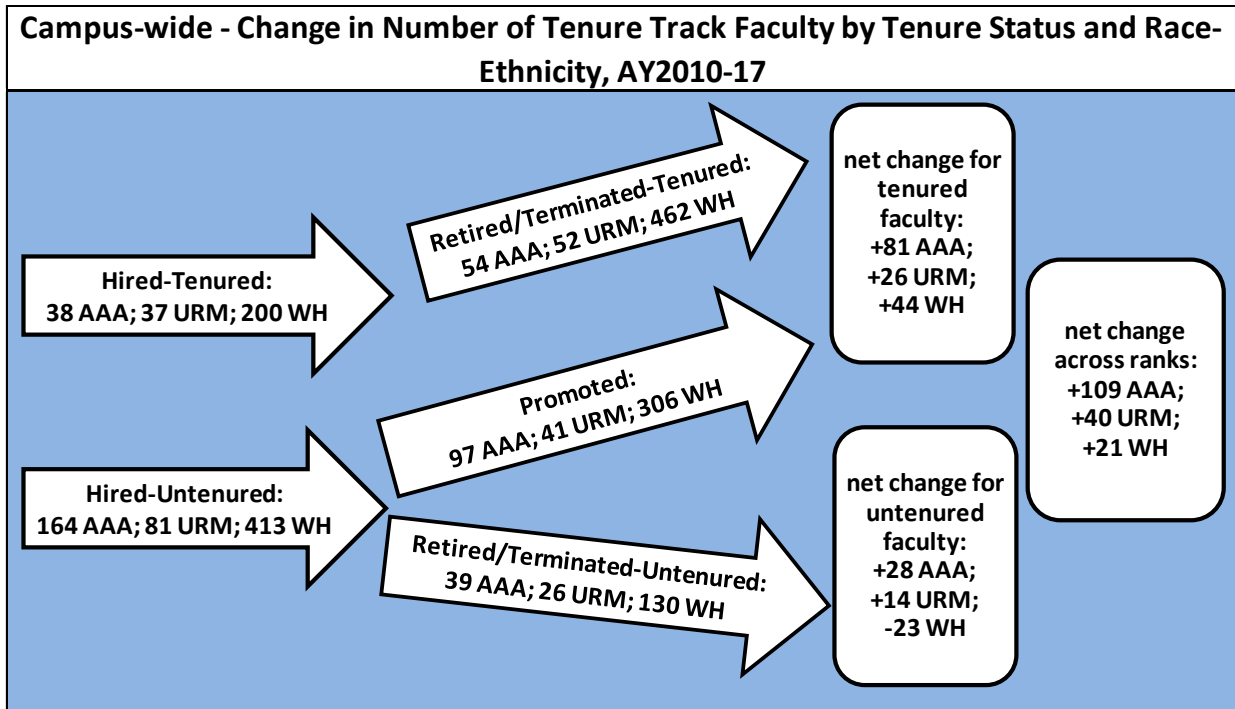 Campus-wide - Change in Number of Tenure Track Faculty by Tenure Status and Race-
Ethnicity, AY2010-17
Hired-Tenured:
38 AAA; 37 URM; 200 WH
Retired/Terminated-Tenured:
54 AAA; 52 URM; 462 WH
net change for
tenured
faculty:
+81 AAA;
+26 URM;
+44 WH
Hired-Untenured:
164 AAA; 81 URM; 413 WH
Promoted:
97 AAA; 41 URM; 306 WH
Retired/Terminated-Untenured:
39 AAA; 26 URM; 130 WH
net change for
untenured
faculty:
+28 AAA;
+14 URM;
-23 WH
net change
across ranks:
+109 AAA;
+40 URM;
+21 WH